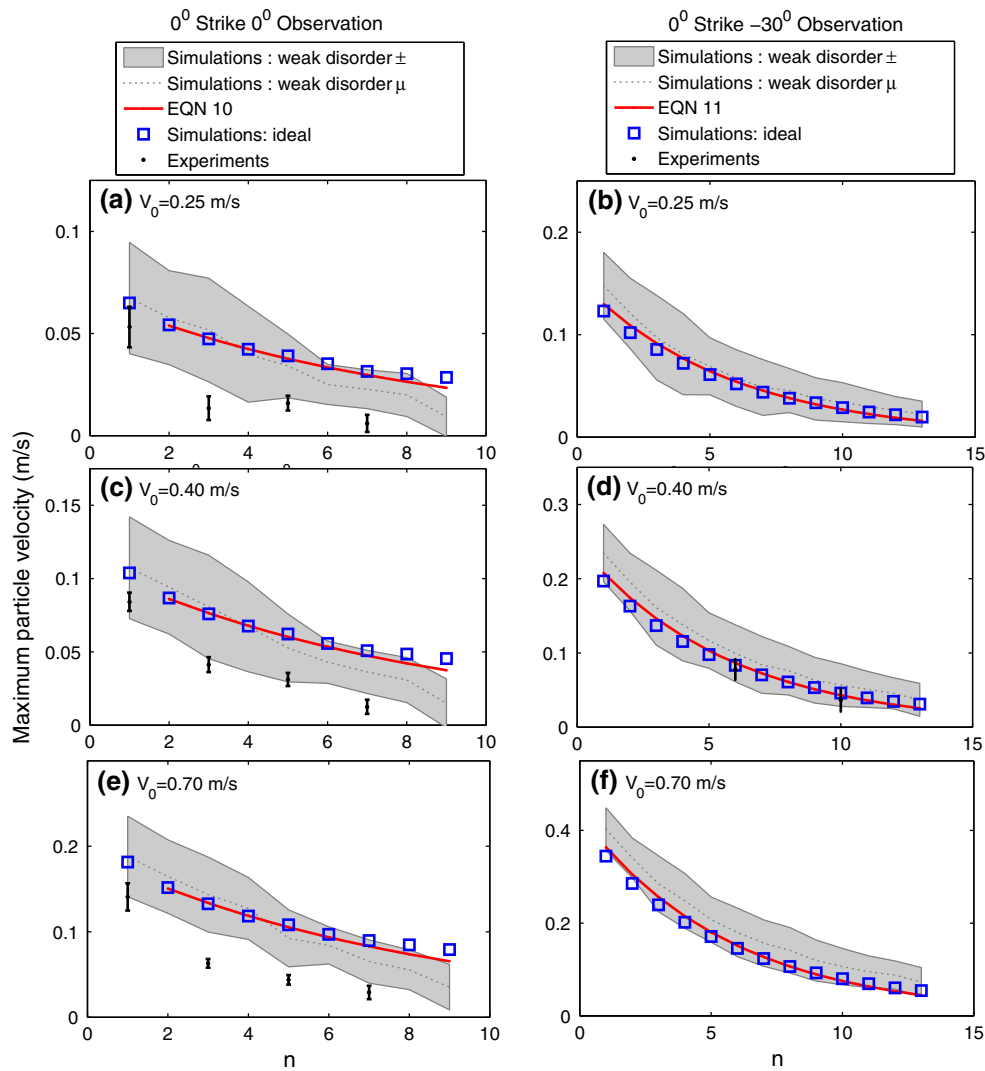 0⁰ Strike 0⁰ Observation
Simulations : weak disorder ±
Simulations : weak disorder μ
EQN 10
Simulations: ideal
Experiments
0⁰ Strike −30⁰ Observation
Simulations : weak disorder ±
Simulations : weak disorder μ
EQN 11
Simulations: ideal
Experiments
Maximum particle velocity (m/s)
(a) V₀=0.25 m/s
0.1
0.05
0
0 2 4 6 8 10
(b) V₀=0.25 m/s
0.2
0
0 5 10 15
(c) V₀=0.40 m/s
0.15
0.1
0.05
0
0 2 4 6 8 10
(d) V₀=0.40 m/s
0.3
0.2
0.1
0
0 5 10 15
(e) V₀=0.70 m/s
0.2
0.1
0
0 2 4 6 8 10
n
(f) V₀=0.70 m/s
0.4
0.2
0
0 5 10 15
n